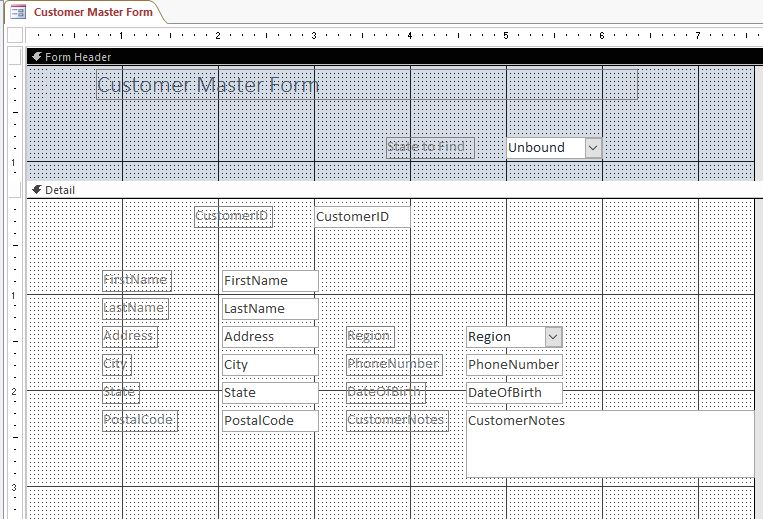 Customer Master Form
1 2 3 4 5 6 7
Form Header
Customer Master Form
State to Find Unbound
1
Detail
CustomerID CustomerID
FirstName FirstName
1
LastName LastName
Address Address Region Region
City City PhoneNumber PhoneNumber
2
State State DateOfBirth DateOfBirth
PostalCode PostalCode CustomerNotes CustomerNotes
3